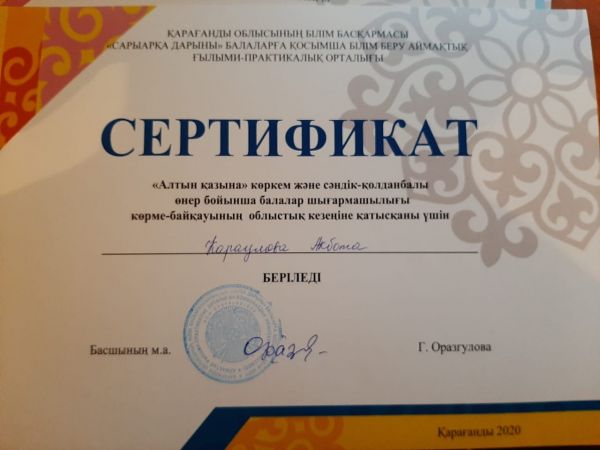 ҚАРАҒАНДЫ ОБЛЫСЫНЫҢ БІЛІМ БАСҚАРМАСЫ
«САРЫАРҚА ДАРЫНЫ» БАЛАЛАРҒА ҚОСЫМША БІЛІМ БЕРУ АЙМАҚТЫҚ
ҒЫЛЫМИ-ПРАКТИКАЛЫҚ ОРТАЛЫҒЫ
СЕРТИФИКАТ
«Алтын қазына» көркем және сәндік-қолданбалы
өнер бойынша балалар шығармашылығы
көрме-байқауының облыстық кезеңіне қатысқаны үшін
Караулова Ақбота
БЕРІЛЕДІ
Басшының м.а.
Г. Оразгулова
Қарағанды 2020